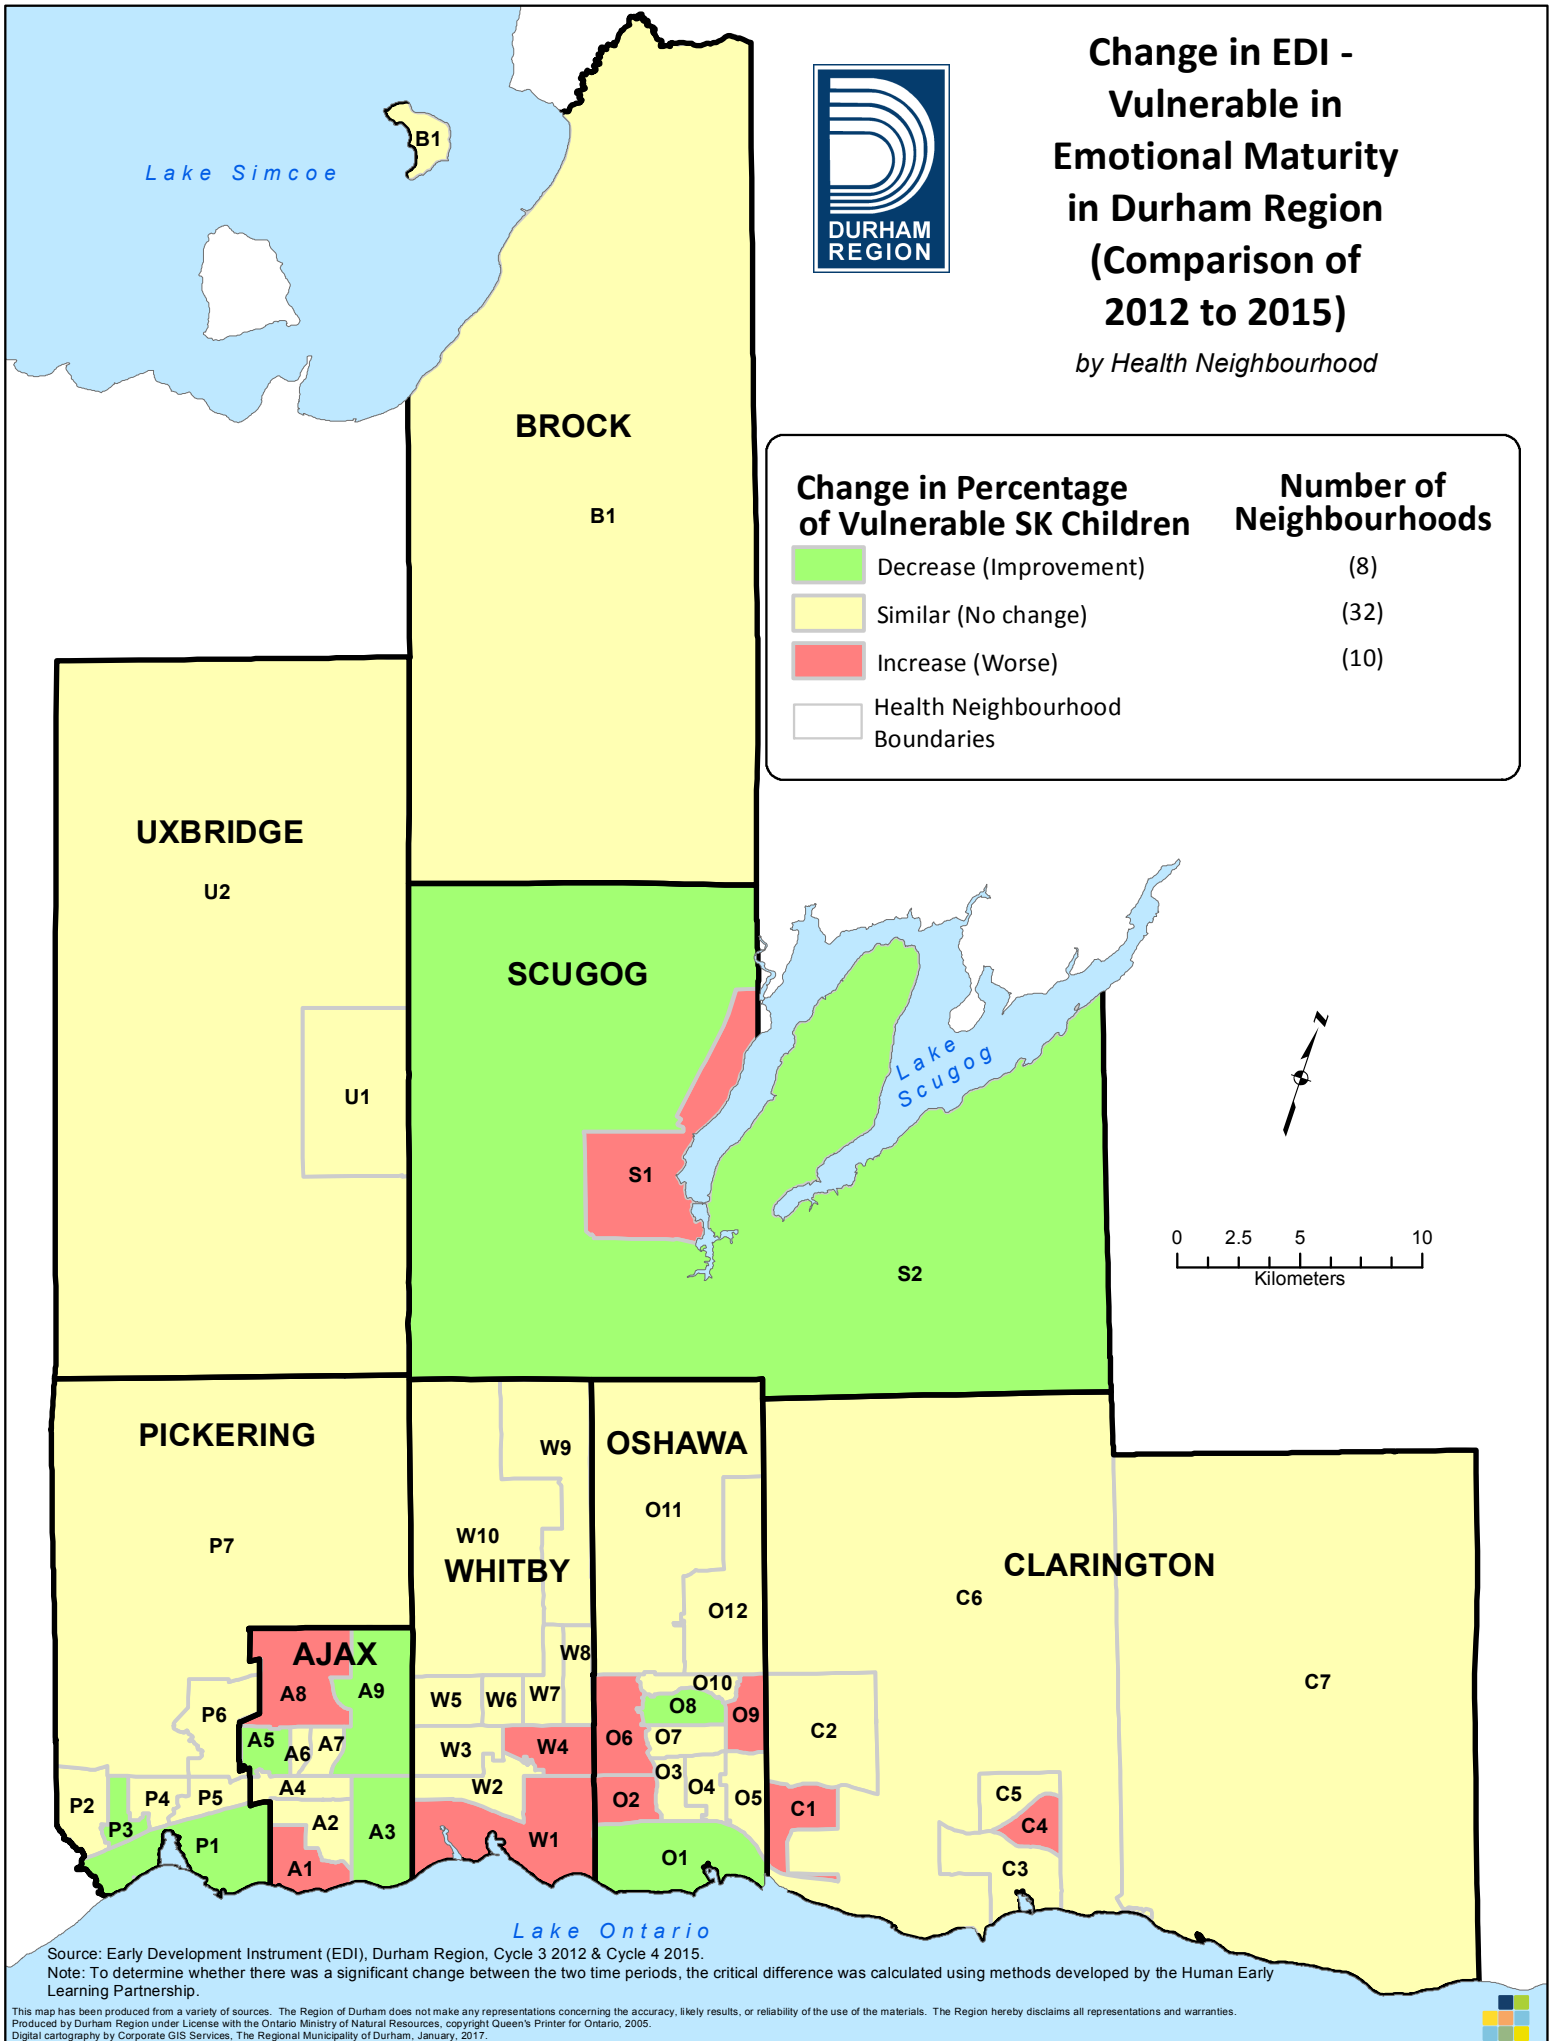 Change in EDI -
Vulnerable in
Emotional Maturity
in Durham Region
(Comparison of
2012 to 2015)
by Health Neighbourhood
DURHAM
REGION
Lake Simcoe
B1
BROCK
B1
Change in Percentage
of Vulnerable SK Children
Number of
Neighbourhoods
Decrease (Improvement)
(8)
Similar (No change)
(32)
Increase (Worse)
(10)
Health Neighbourhood
Boundaries
UXBRIDGE
U2
U1
SCUGOG
S1
S2
Lake
Scugog
N
0 2.5 5 10
Kilometers
PICKERING
P7
P6
P2
P3
P4
P5
P1
AJAX
A8
A9
A5
A6
A7
A4
A2
A3
A1
W9
W10
WHITBY
W8
W5
W6
W7
W3
W4
W2
W1
OSHAWA
O11
O12
O10
O8
O9
O6
O7
O3
O4
O5
O2
O1
CLARINGTON
C6
C7
C2
C1
C5
C4
C3
Lake Ontario
Source: Early Development Instrument (EDI), Durham Region, Cycle 3 2012 & Cycle 4 2015.
Note: To determine whether there was a significant change between the two time periods, the critical difference was calculated using methods developed by the Human Early
Learning Partnership.
This map has been produced from a variety of sources. The Region of Durham does not make any representations concerning the accuracy, likely results, or reliability of the use of the materials. The Region hereby disclaims all representations and warranties.
Produced by Durham Region under License with the Ontario Ministry of Natural Resources, copyright Queen's Printer for Ontario, 2005.
Digital cartography by Corporate GIS Services, The Regional Municipality of Durham, January, 2017.